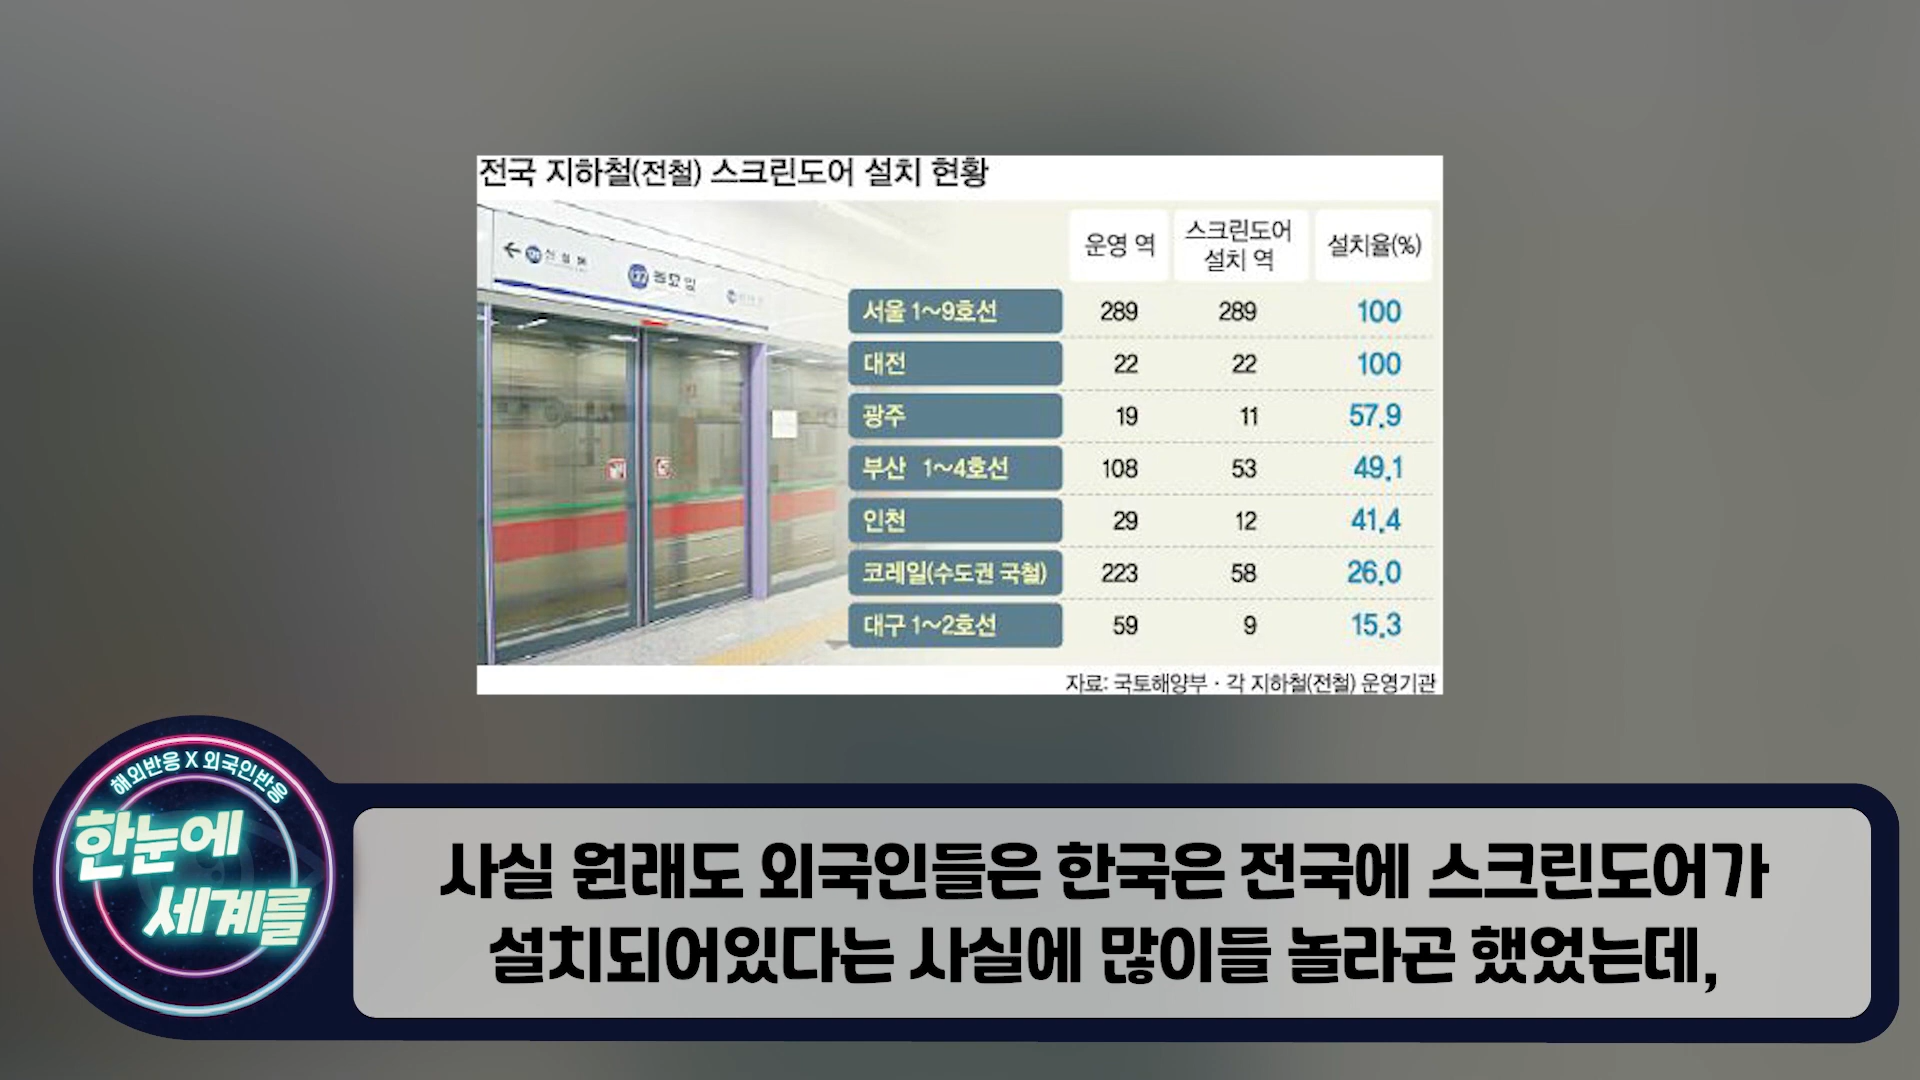 전국 지하철(전철) 스크린도어 설치 현황
운영 역 스크린도어 설치 역 설치율(%)
서울 1~9호선 289 289 100
대전 22 22 100
광주 19 11 57.9
부산 1~4호선 108 53 49.1
인천 29 12 41.4
코레일(수도권 국철) 223 58 26.0
대구 1~2호선 59 9 15.3
자료: 국토해양부 · 각 지하철(전철) 운영기관
해외반응 X 외국인반응
한눈에
세계를
사실 원래도 외국인들은 한국은 전국에 스크린도어가
설치되어있다는 사실에 많이들 놀라곤 했었는데,